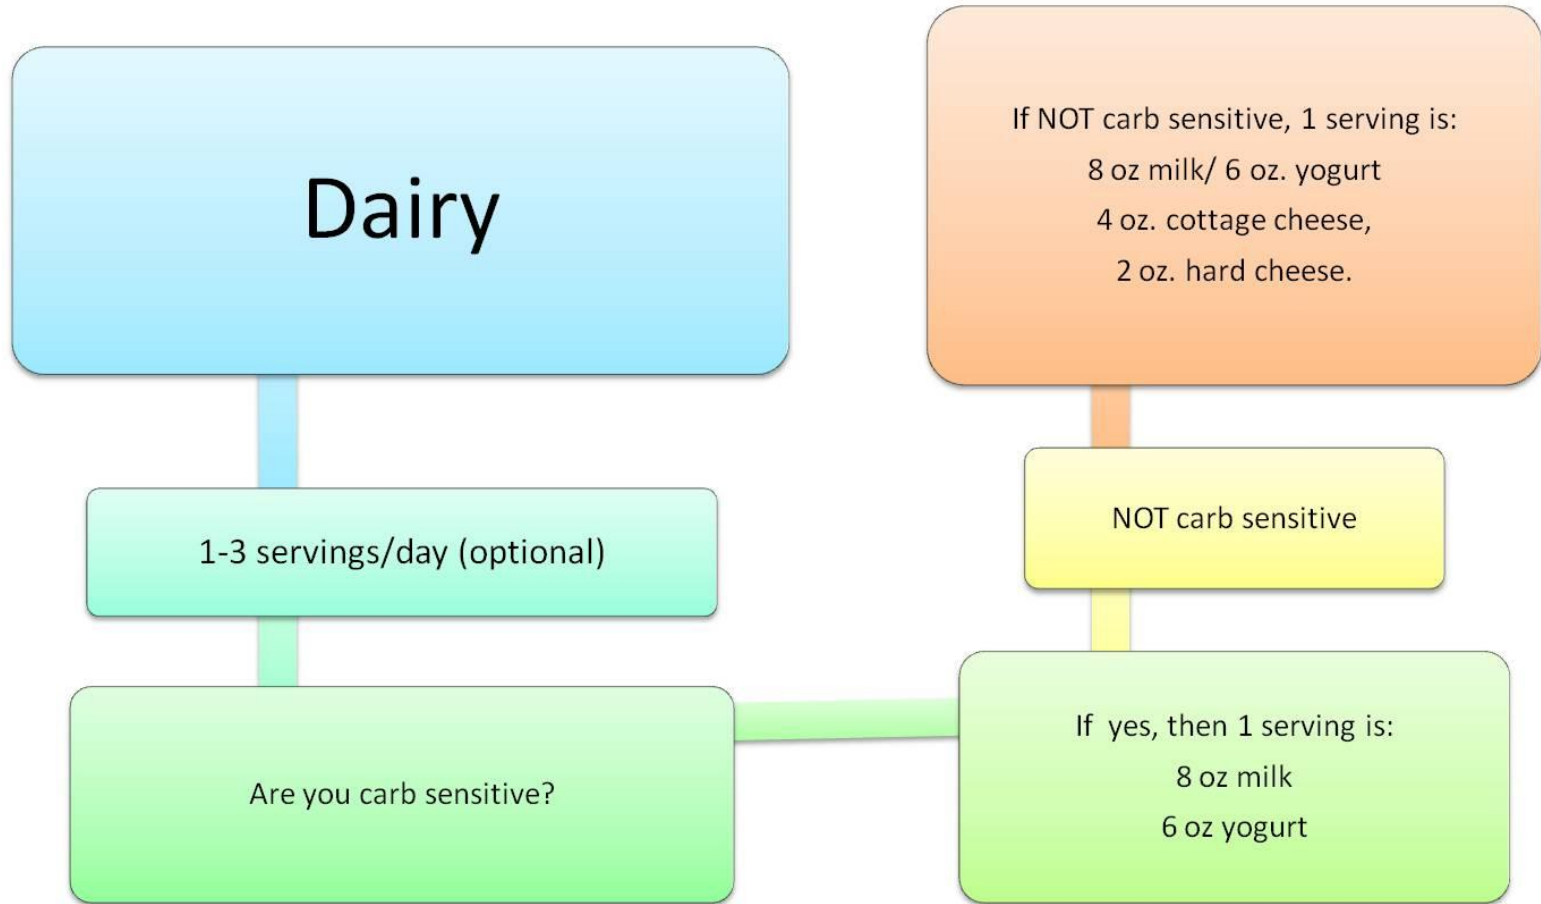 Dairy
1-3 servings/day (optional)
Are you carb sensitive?
If yes, then 1 serving is:
8 oz milk
6 oz yogurt
NOT carb sensitive
If NOT carb sensitive, 1 serving is:
8 oz milk/ 6 oz. yogurt
4 oz. cottage cheese,
2 oz. hard cheese.